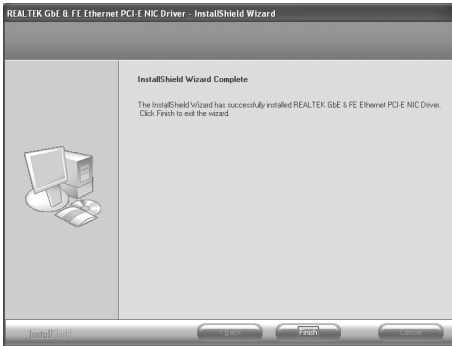 REALTEK GbE & FE Ethernet PCI-E NIC Driver - InstallShield Wizard
InstallShield Wizard Complete
The InstallShield Wizard has successfully installed REALTEK GbE & FE Ethernet PCI-E NIC Driver.
Click Finish to exit the wizard.
InstallShield
< Back
Finish
Cancel